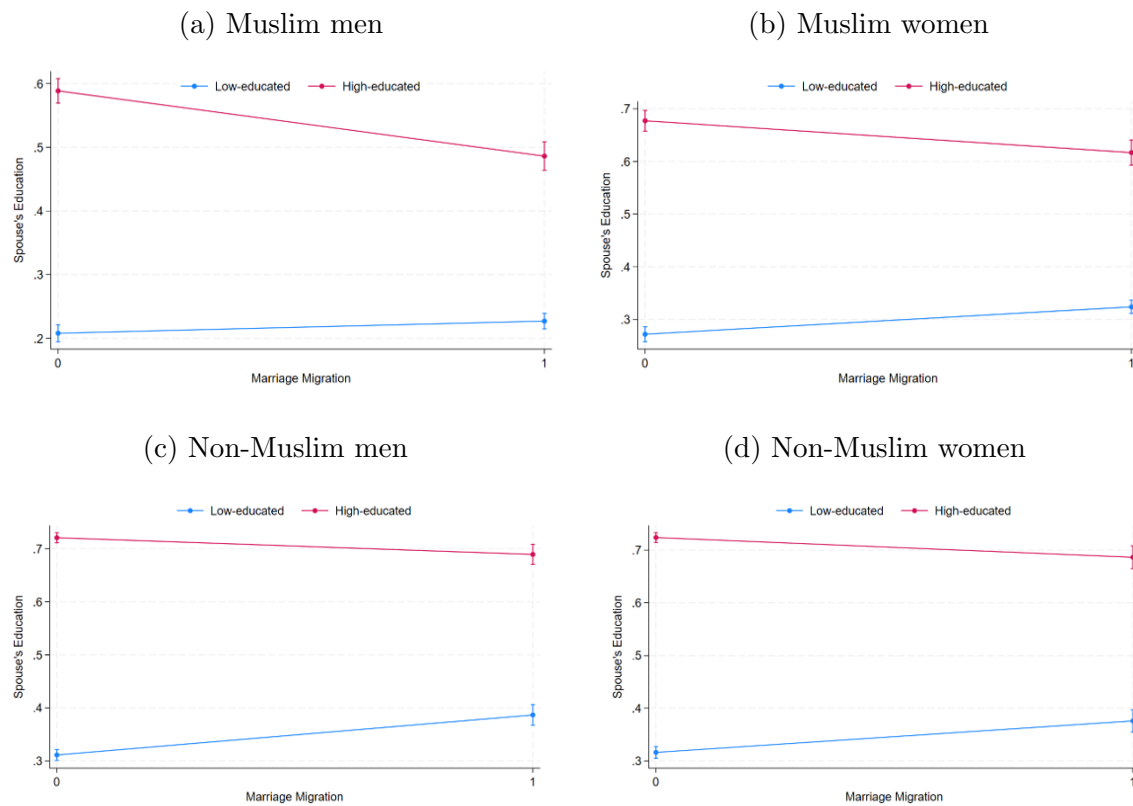 (a) Muslim men
Low-educated High-educated
.6
.5
.4
.3
.2
Spouse's Education
0 1
Marriage Migration
(b) Muslim women
Low-educated High-educated
.7
.6
.5
.4
.3
Spouse's Education
0 1
Marriage Migration
(c) Non-Muslim men
Low-educated High-educated
.7
.6
.5
.4
.3
Spouse's Education
0 1
Marriage Migration
(d) Non-Muslim women
Low-educated High-educated
.7
.6
.5
.4
.3
Spouse's Education
0 1
Marriage Migration